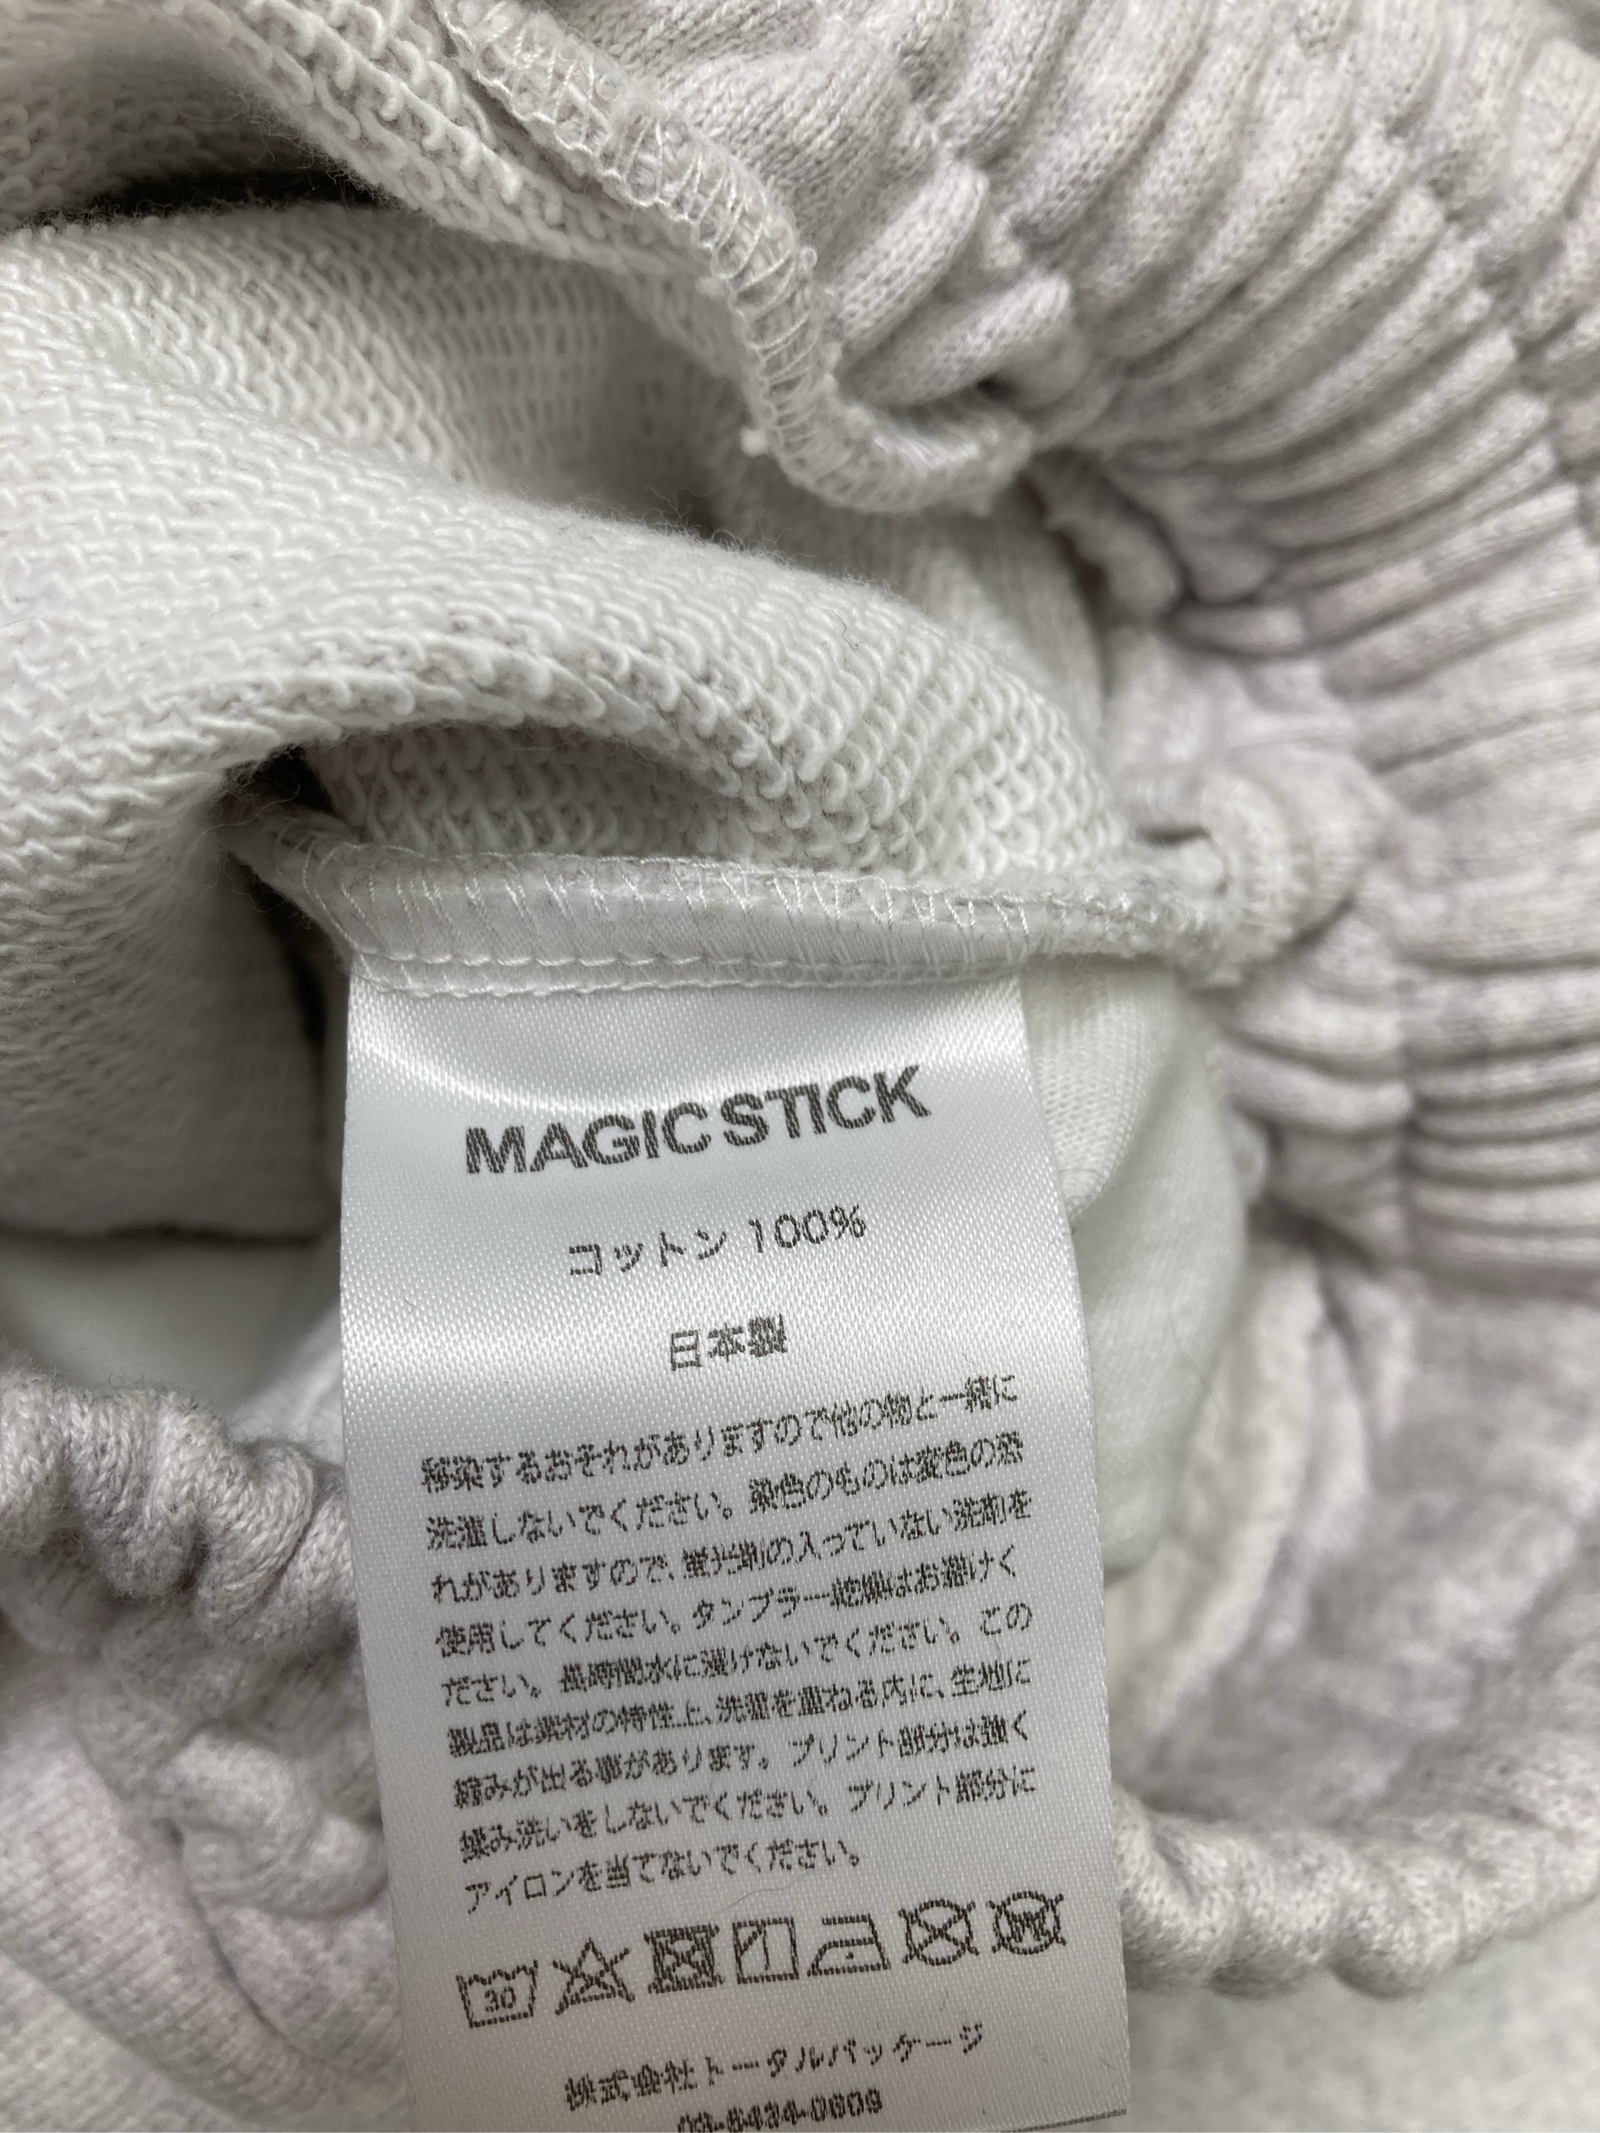 MAGIC STICK
コットン 100%
日本製
移染するおそれがありますので他の物と一緒に
洗濯しないでください。染色のものは変色の恐
れがありますので、蛍光剤の入っていない洗剤を
使用してください。タンブラー乾燥はお避けく
ださい。長時間水に漬けないでください。この
製品は素材の特性上、洗濯を重ねる内に、生地に
縮みが出る事があります。プリント部分は強く
揉み洗いをしないでください。プリント部分に
アイロンを当てないでください。
30
W
株式会社トータルパッケージ
03-6434-0609